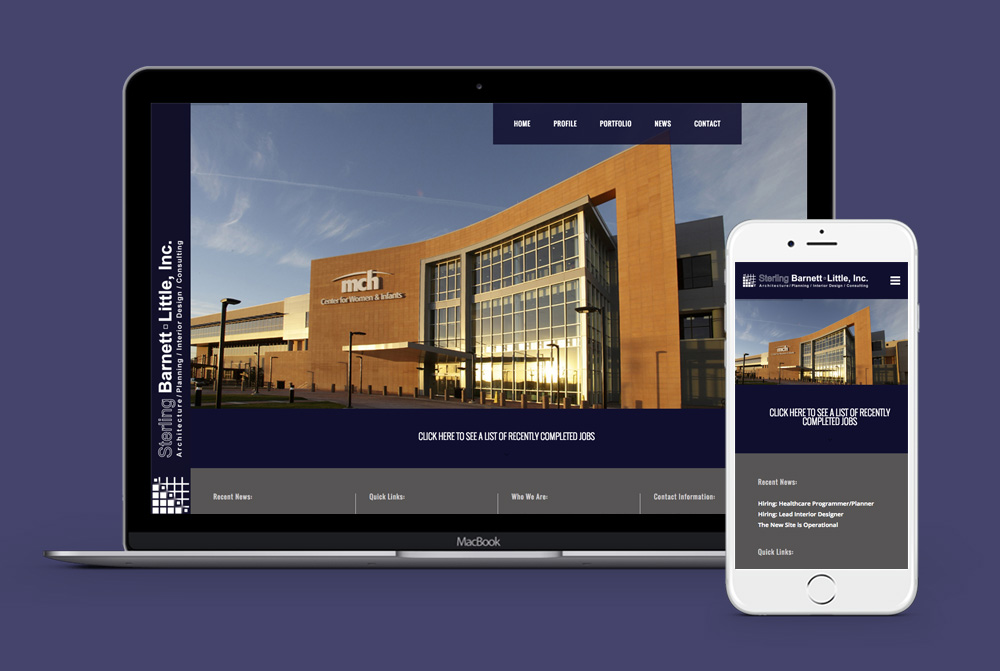 HOME PROFILE PORTFOLIO NEWS CONTACT
Sterling Barnett Little, Inc.
Architecture / Planning / Interior Design / Consulting
mch
Center for Women & Infants
CLICK HERE TO SEE A LIST OF RECENTLY COMPLETED JOBS
Recent News: Quick Links: Who We Are: Contact Information:
MacBook
Sterling Barnett Little, Inc.
Architecture / Planning / Interior Design / Consulting
mch
CLICK HERE TO SEE A LIST OF RECENTLY
COMPLETED JOBS
Recent News:
Hiring: Healthcare Programmer/Planner
Hiring: Lead Interior Designer
The New Site Is Operational
Quick Links: